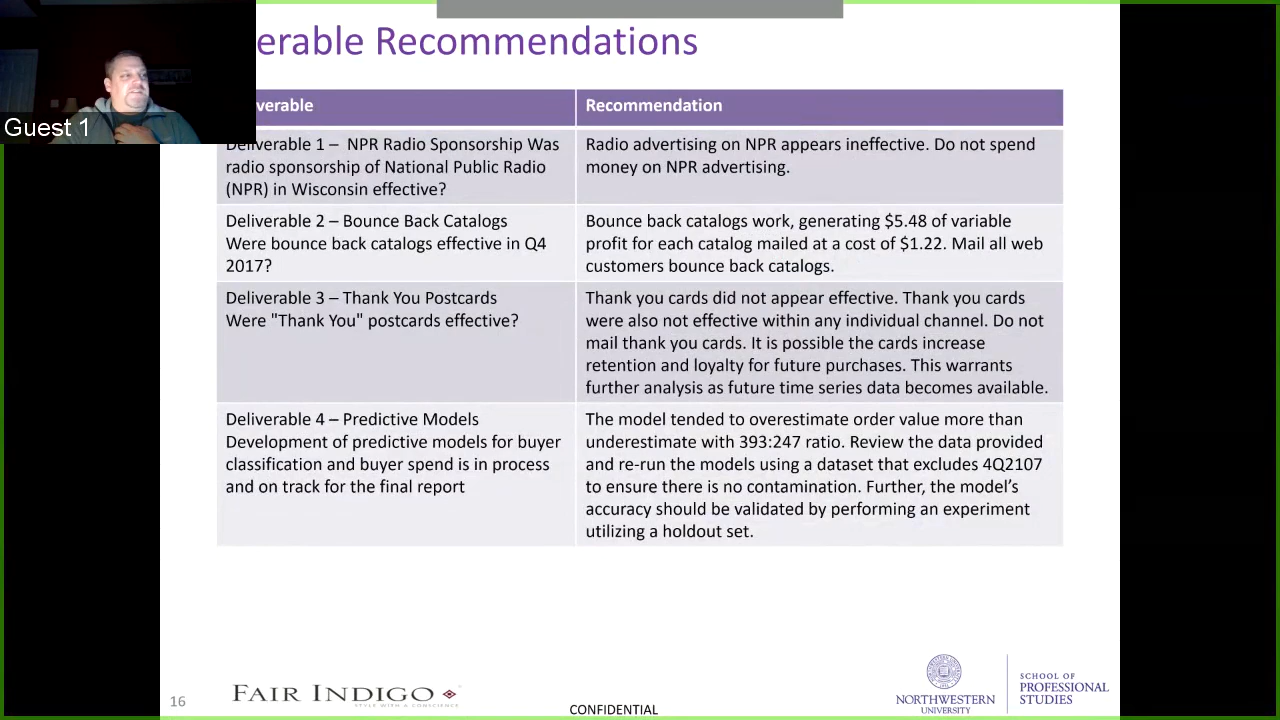 erable Recommendations
Guest 1
verable
Recommendation
Deliverable 1 – NPR Radio Sponsorship Was
radio sponsorship of National Public Radio
(NPR) in Wisconsin effective?
Radio advertising on NPR appears ineffective. Do not spend
money on NPR advertising.
Deliverable 2 – Bounce Back Catalogs
Were bounce back catalogs effective in Q4
2017?
Bounce back catalogs work, generating $5.48 of variable
profit for each catalog mailed at a cost of $1.22. Mail all web
customers bounce back catalogs.
Deliverable 3 – Thank You Postcards
Were "Thank You" postcards effective?
Thank you cards did not appear effective. Thank you cards
were also not effective within any individual channel. Do not
mail thank you cards. It is possible the cards increase
retention and loyalty for future purchases. This warrants
further analysis as future time series data becomes available.
Deliverable 4 – Predictive Models
Development of predictive models for buyer
classification and buyer spend is in process
and on track for the final report
The model tended to overestimate order value more than
underestimate with 393:247 ratio. Review the data provided
and re-run the models using a dataset that excludes 4Q2107
to ensure there is no contamination. Further, the model's
accuracy should be validated by performing an experiment
utilizing a holdout set.
16
FAIR INDIGO
STYLE WITH A CONSCIENCE
CONFIDENTIAL
NORTHWESTERN
UNIVERSITY
SCHOOL OF
PROFESSIONAL
STUDIES